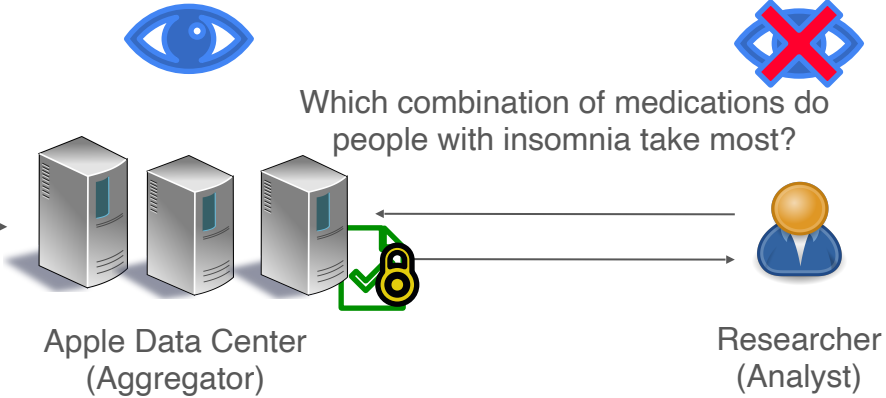 Which combination of medications do
people with insomnia take most?
Apple Data Center
(Aggregator)
Researcher
(Analyst)